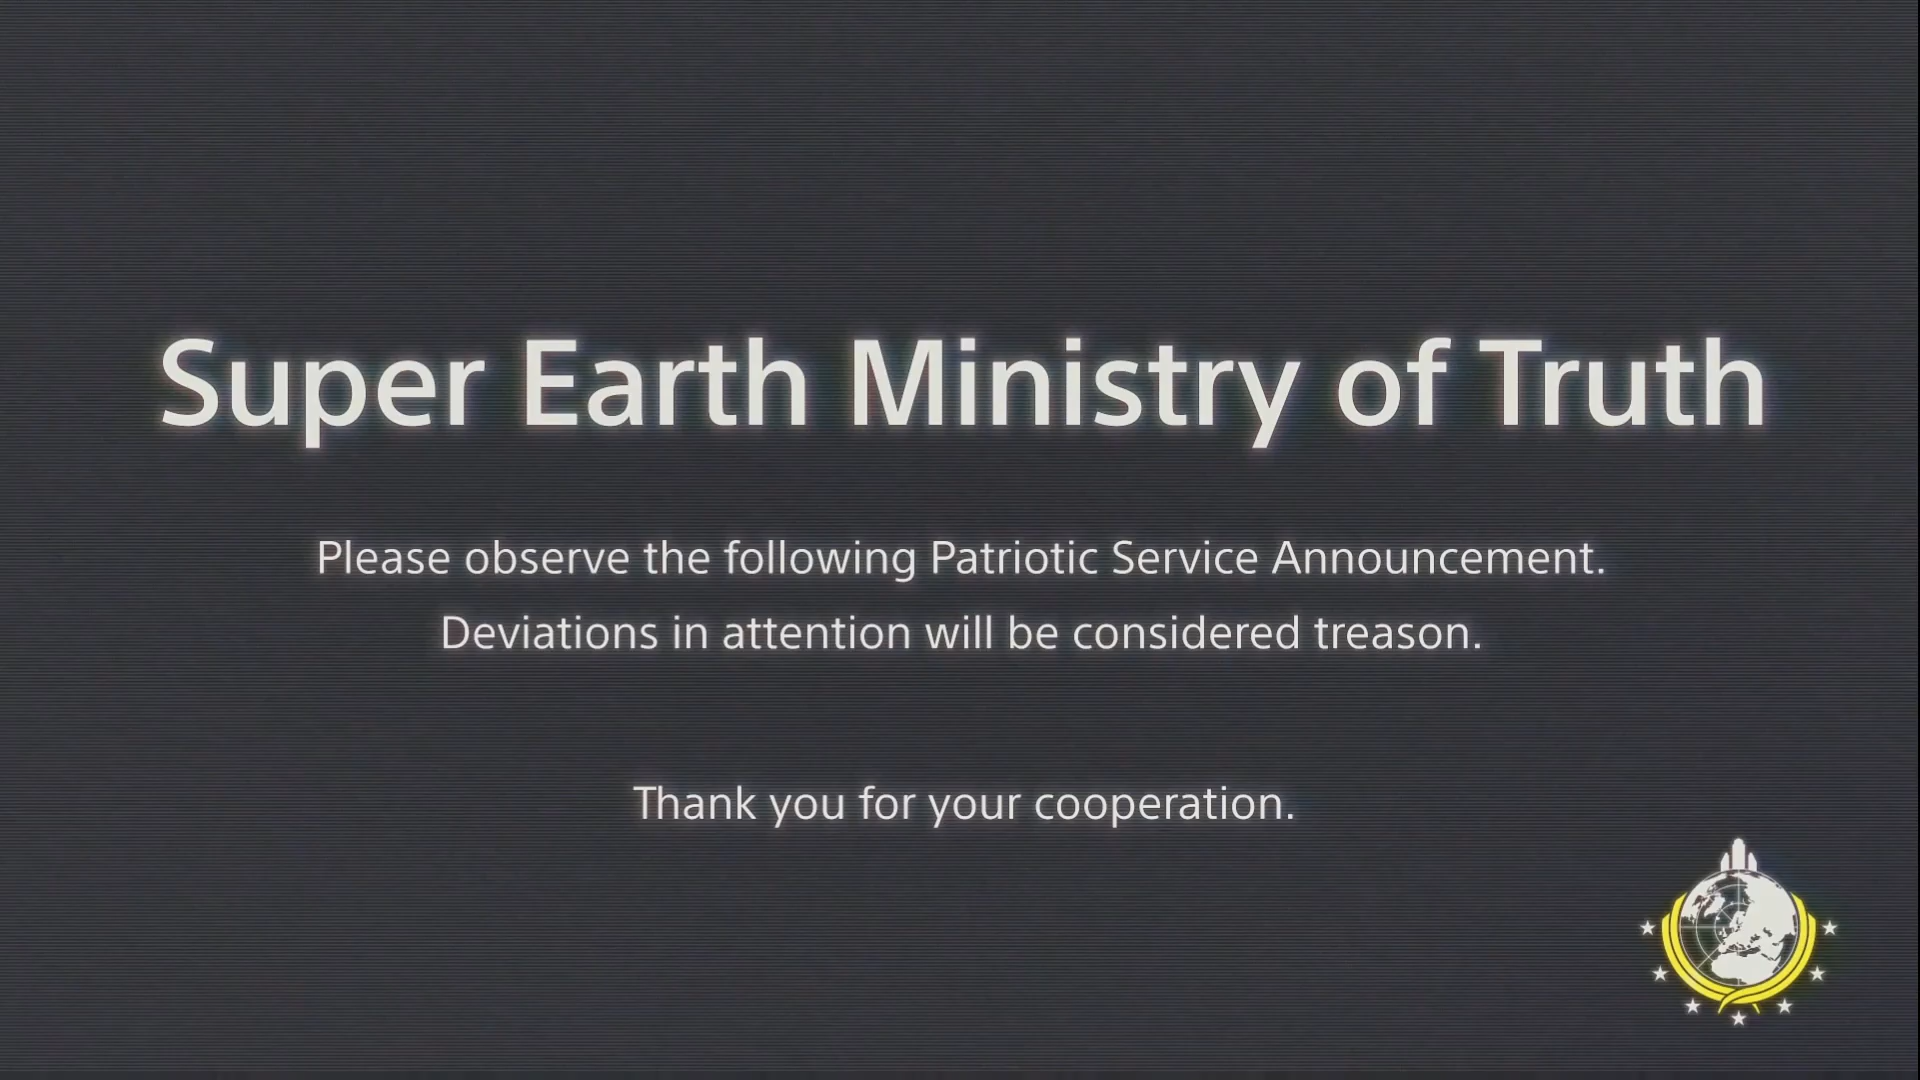 Super Earth Ministry of Truth
Please observe the following Patriotic Service Announcement.
Deviations in attention will be considered treason.
Thank you for your cooperation.